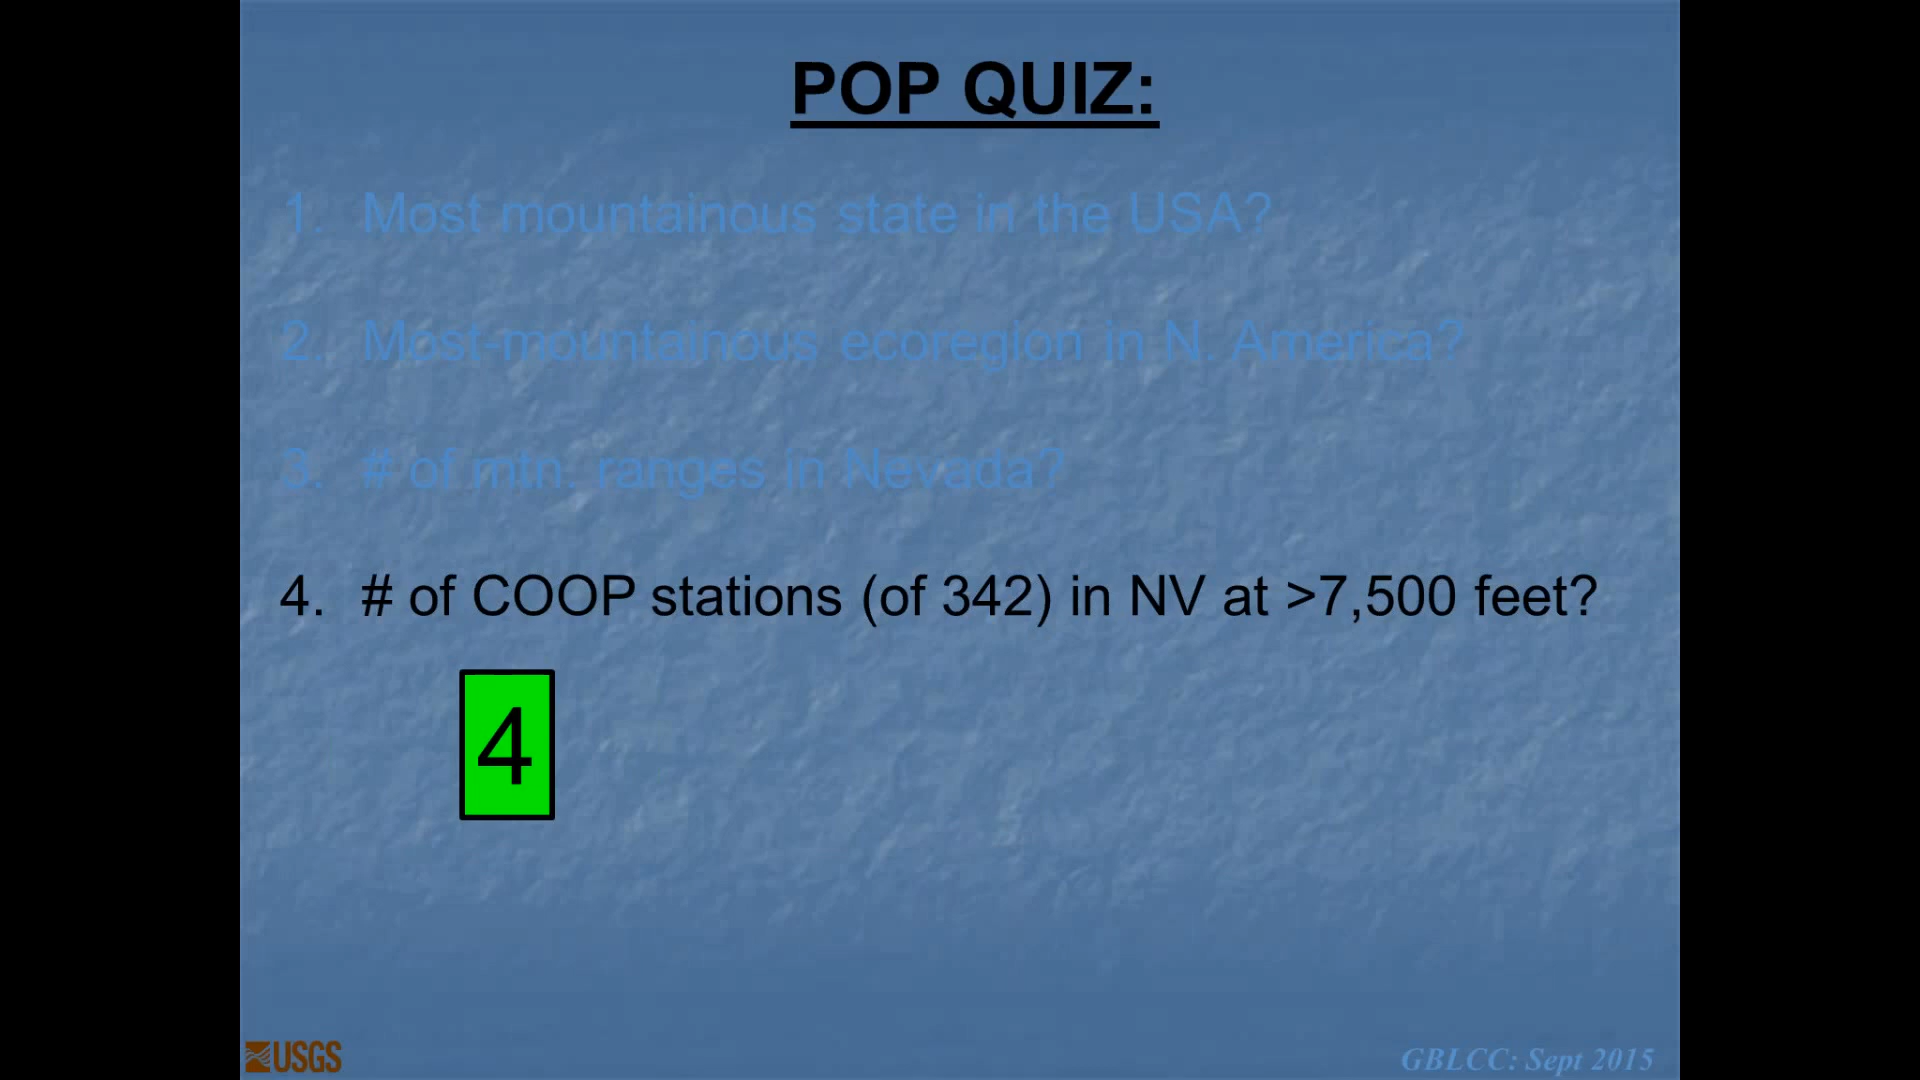 POP QUIZ:
1. Most mountainous state in the USA?
2. Most-mountainous ecoregion in N. America?
3. # of mtn. ranges in Nevada?
4. # of COOP stations (of 342) in NV at >7,500 feet?
4
USGS
GBLCC: Sept 2015